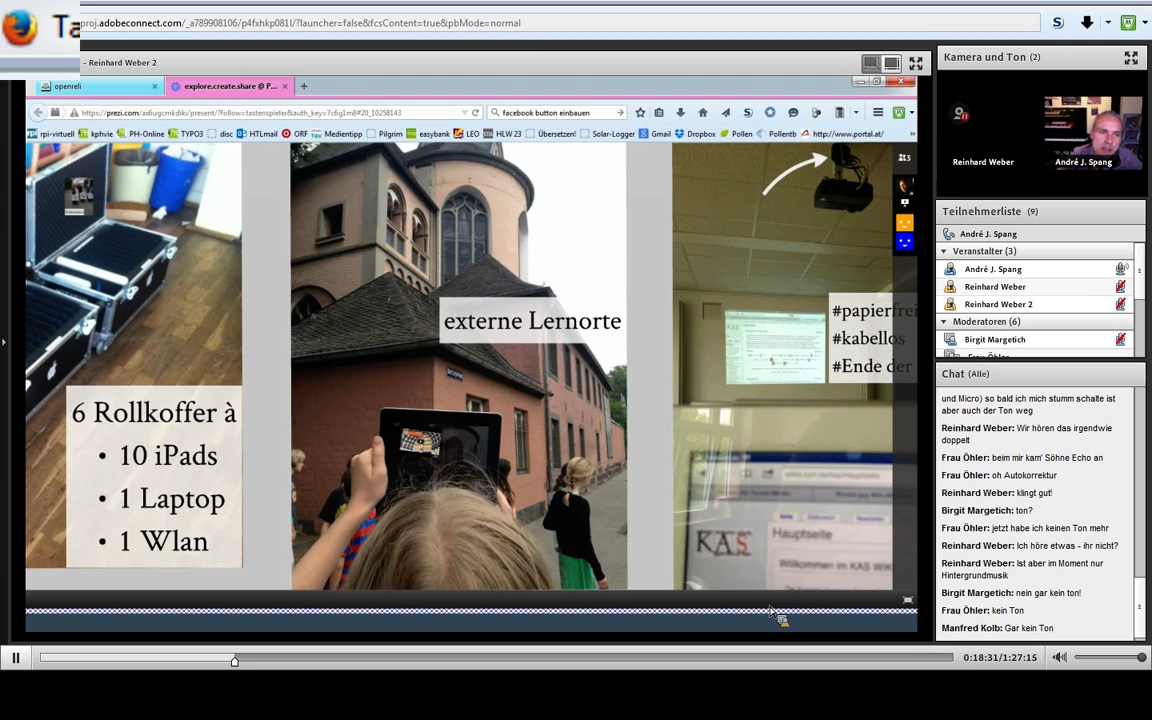 proj.adobeconnect.com/_a789908106/p4fxhkp081l/?launcher=false&fcsContent=true&pbMode=normal
- Reinhard Weber 2
openreli
explore.create.share @ P...
https://prezi.com/ax6ugcmkdiki/present/?follow=tastenspieler&auth_key=7c6g1m8#20_10258143
facebook button einbauen
rpi-virtuell
kphvie
PH-Online
TYPO3
disc
HTLmail
ORF
Medientipp
Pilgrim
easybank
LEO
HLW 23
Übersetzen!
Solar-Logger
Gmail
Dropbox
Pollen
Pollentb
http://www.portal.at/
6 Rollkoffer à
• 10 iPads
• 1 Laptop
• 1 Wlan
externe Lernorte
#papierfrei
#kabellos
#Ende der
KAS
Hauptseite
Willkommen im KAS WIKI
Kamera und Ton (2)
Reinhard Weber
André J. Spang
Teilnehmerliste (9)
André J. Spang
Veranstalter (3)
André J. Spang
Reinhard Weber
Reinhard Weber 2
Moderatoren (6)
Birgit Margetich
Frau Öhler
Chat (Alle)
und Micro) so bald ich mich stumm schalte ist
aber auch der Ton weg
Reinhard Weber: Wir hören das irgendwie
doppelt
Frau Öhler: beim mir kam' Söhne Echo an
Frau Öhler: oh Autokorrektur
Reinhard Weber: klingt gut!
Birgit Margetich: ton?
Frau Öhler: jetzt habe ich keinen Ton mehr
Reinhard Weber: Ich höre etwas - ihr nicht?
Reinhard Weber: Ist aber im Moment nur
Hintergrundmusik
Birgit Margetich: nein gar kein ton!
Frau Öhler: kein Ton
Manfred Kolb: Gar kein Ton
0:18:31/1:27:15